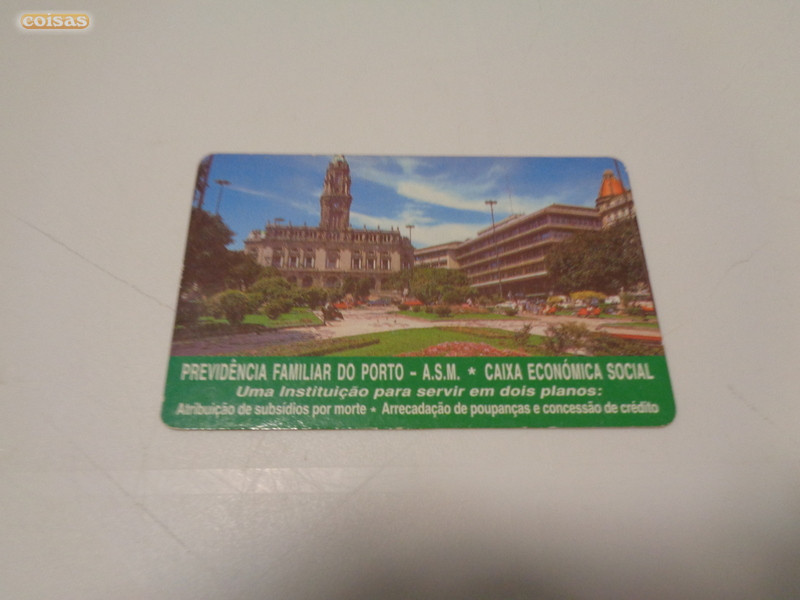 coisas
PREVIDÊNCIA FAMILIAR DO PORTO - A.S.M. * CAIXA ECONÓMICA SOCIAL
Uma Instituição para servir em dois planos:
Atribuição de subsídios por morte * Arrecadação de poupanças e concessão de crédito